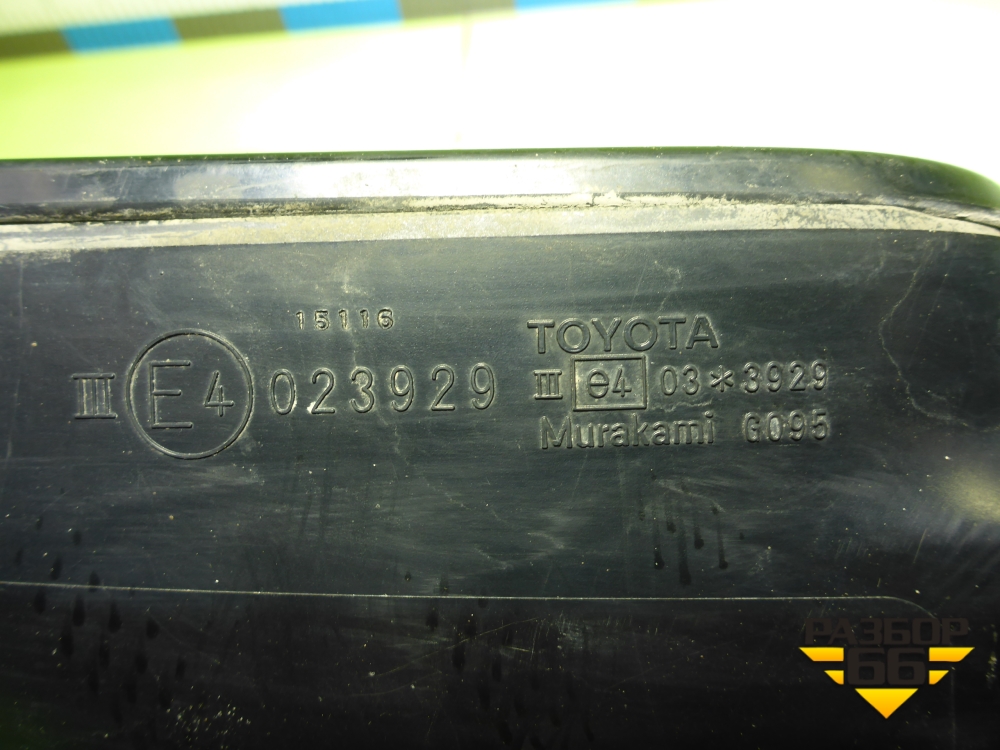 15116
III E4 023929
TOYOTA
III e4 03*3929
Murakami G095
РАЗБОР
66